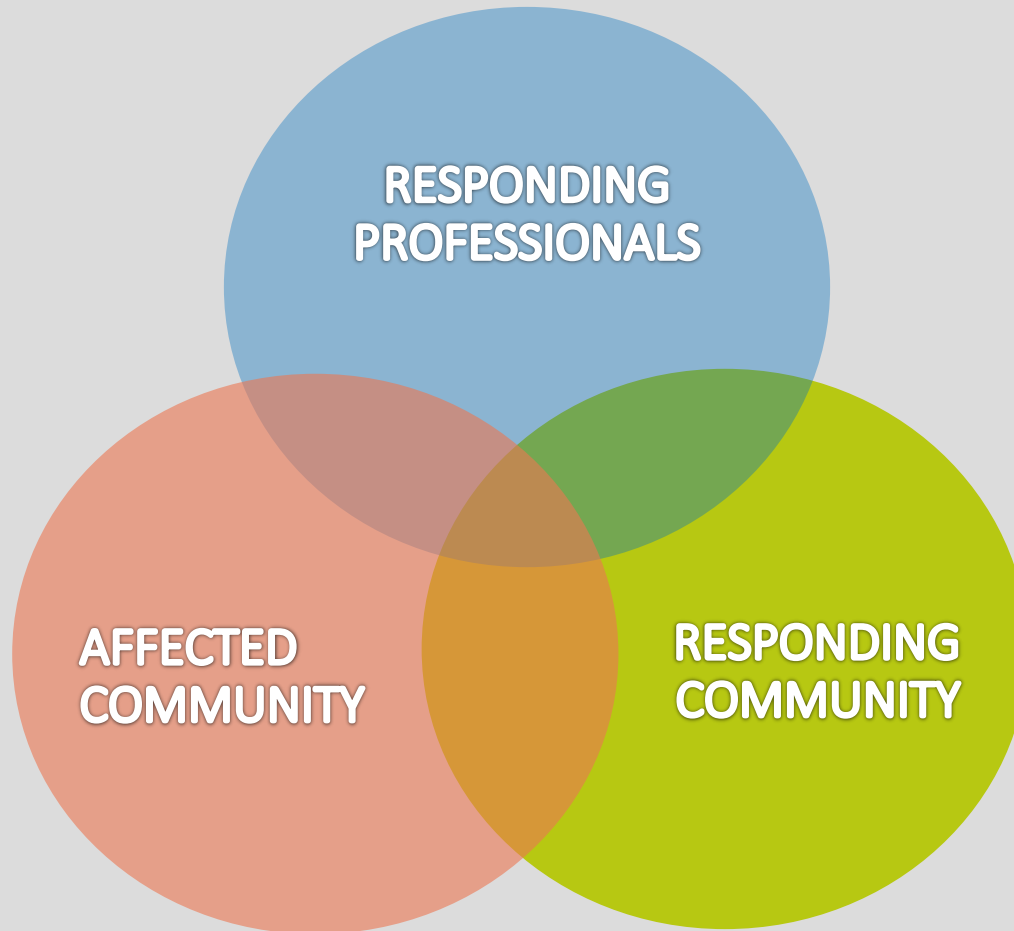 RESPONDING
PROFESSIONALS
AFFECTED
COMMUNITY
RESPONDING
COMMUNITY